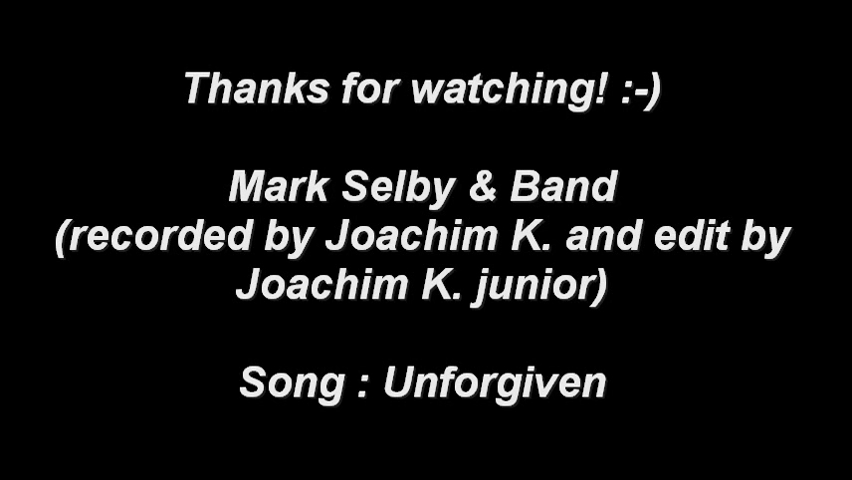 Thanks for watching! :-)
Mark Selby & Band
(recorded by Joachim K. and edit by
Joachim K. junior)
Song : Unforgiven